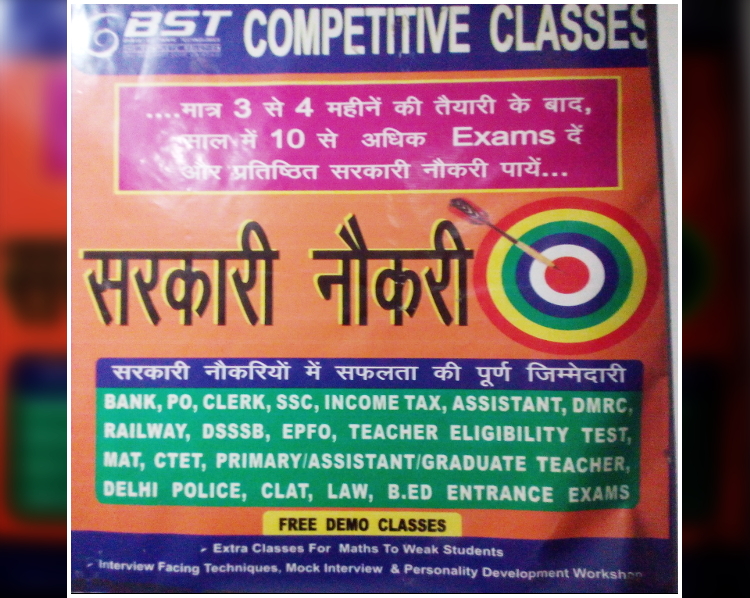 BST COMPETITIVE CLASSES
....मात्र 3 से 4 महीनें की तैयारी के बाद,
साल में 10 से अधिक Exams दें
और प्रतिष्ठित सरकारी नौकरी पायें...
सरकारी नौकरी
सरकारी नौकरियों में सफलता की पूर्ण जिम्मेदारी
BANK, PO, CLERK, SSC, INCOME TAX, ASSISTANT, DMRC,
RAILWAY, DSSSB, EPFO, TEACHER ELIGIBILITY TEST,
MAT, CTET, PRIMARY/ASSISTANT/GRADUATE TEACHER,
DELHI POLICE, CLAT, LAW, B.ED ENTRANCE EXAMS
FREE DEMO CLASSES
Extra Classes For Maths To Weak Students
Interview Facing Techniques, Mock Interview & Personality Development Workshop